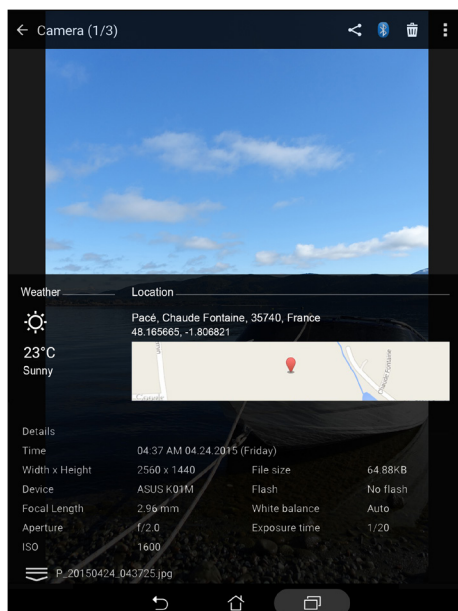 Camera (1/3)
Weather
Location
Pacé, Chaude Fontaine, 35740, France
48.165665, -1.806821
23°C
Sunny
Chaude Fontaine
Details
Time 04:37 AM 04.24.2015 (Friday)
Width x Height 2560 x 1440 File size 64.88KB
Device ASUS K01M Flash No flash
Focal Length 2.96 mm White balance Auto
Aperture f/2.0 Exposure time 1/20
ISO 1600
P_20150424_043725.jpg